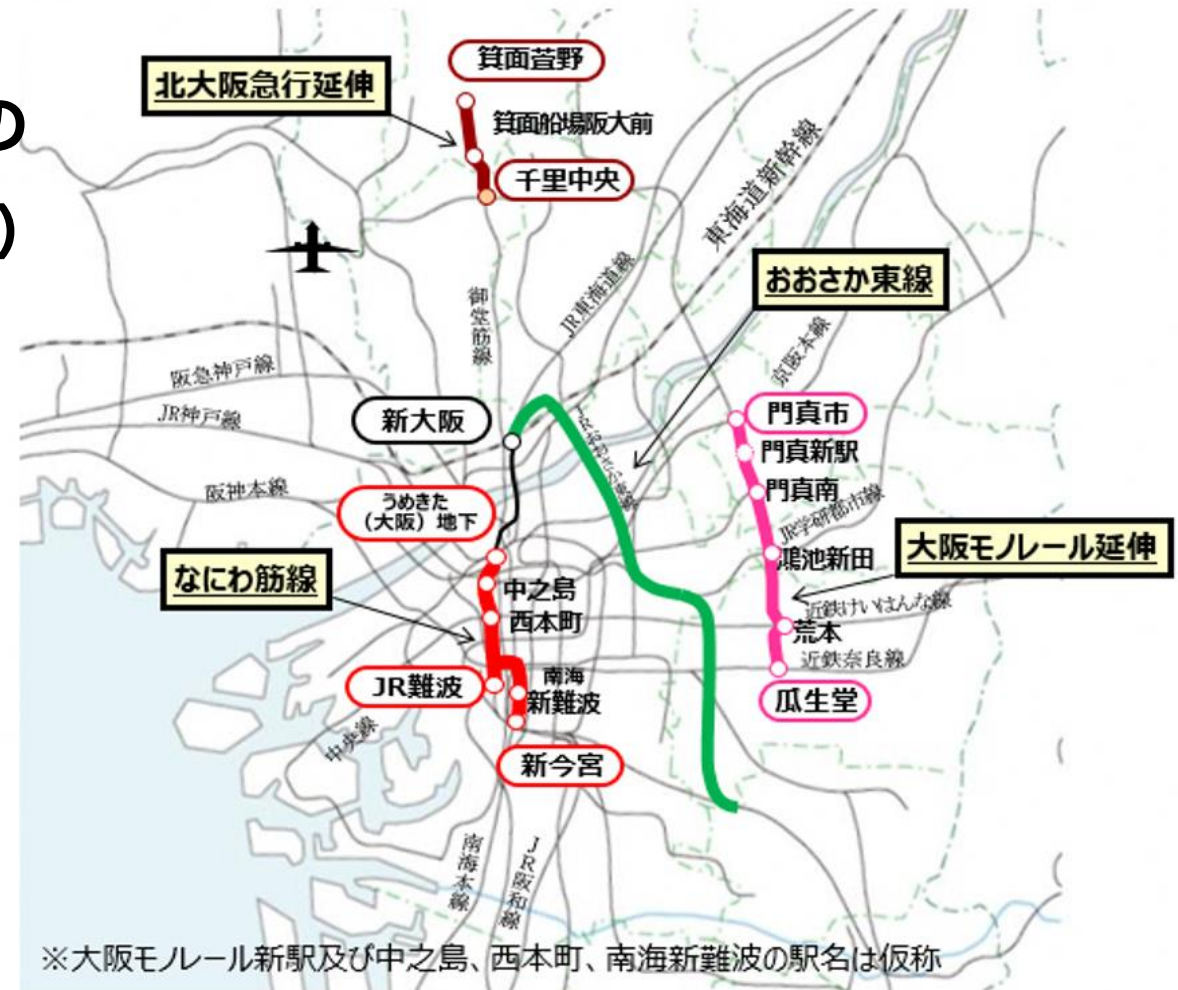 箕面萱野
北大阪急行延伸
の
箕面船場阪大前
千里中央
)
東海道新幹線
JR東海道線
おおさか東線
御堂筋線
京阪本線
阪急神戸線
JR神戸線
新大阪
門真市
門真新駅
阪神本線
門真南
うめきた
(大阪)地下
JR学研都市線
鴻池新田
大阪モノレール延伸
なにわ筋線
中之島
西本町
近鉄けいはんな線
荒本
近鉄奈良線
JR難波
南海
新難波
瓜生堂
中央線
新今宮
南海本線
JR阪和線
※大阪モノレール新駅及び中之島、西本町、南海新難波の駅名は仮称